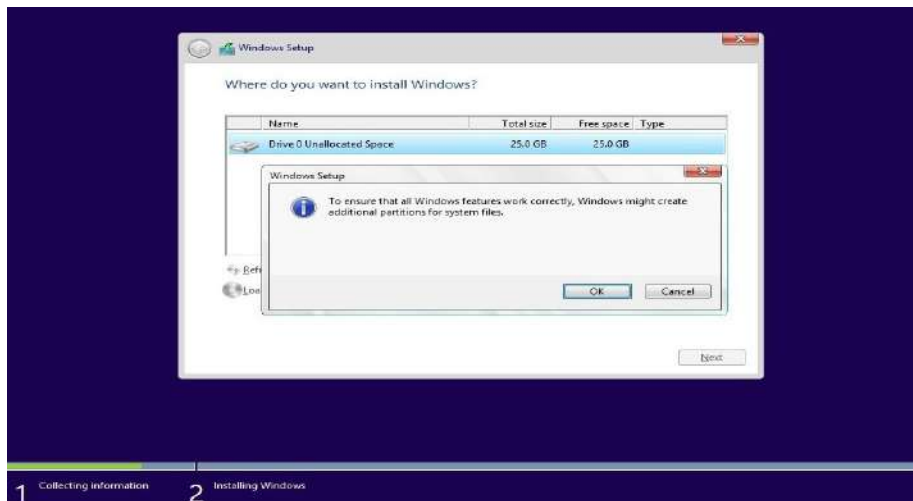 Windows Setup
Where do you want to install Windows?
Name Total size Free space Type
Drive 0 Unallocated Space 25.0 GB 25.0 GB
Windows Setup
To ensure that all Windows features work correctly, Windows might create
additional partitions for system files.
Refr
Loa
OK Cancel
Next
1 Collecting information 2 Installing Windows